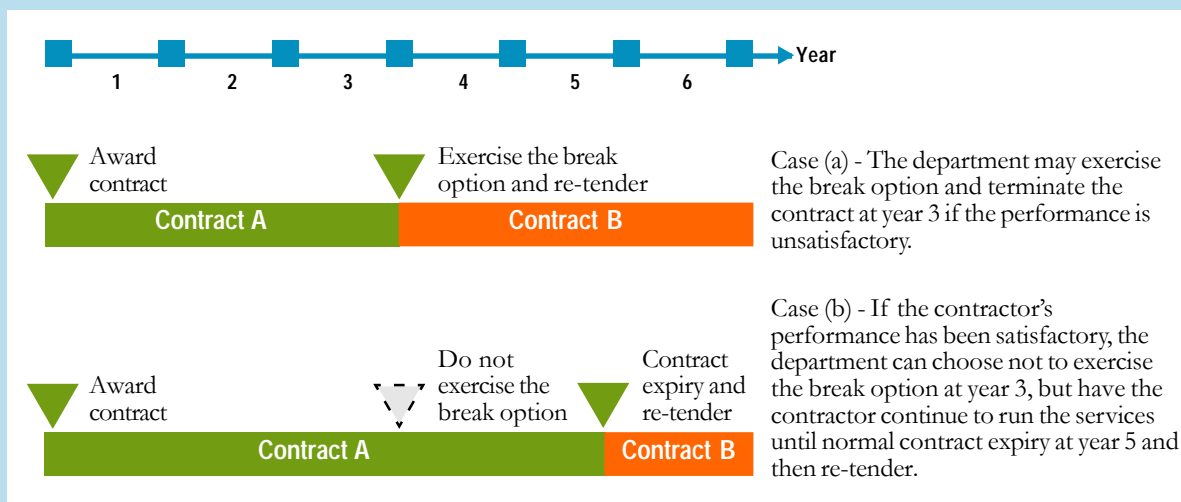 Year
1 2 3 4 5 6
Award
contract
Exercise the break
option and re-tender
Contract A
Contract B
Case (a) - The department may exercise
the break option and terminate the
contract at year 3 if the performance is
unsatisfactory.
Award
contract
Do not
exercise the
break option
Contract
expiry and
re-tender
Contract A
Contract B
Case (b) - If the contractor’s
performance has been satisfactory, the
department can choose not to exercise
the break option at year 3, but have the
contractor continue to run the services
until normal contract expiry at year 5 and
then re-tender.